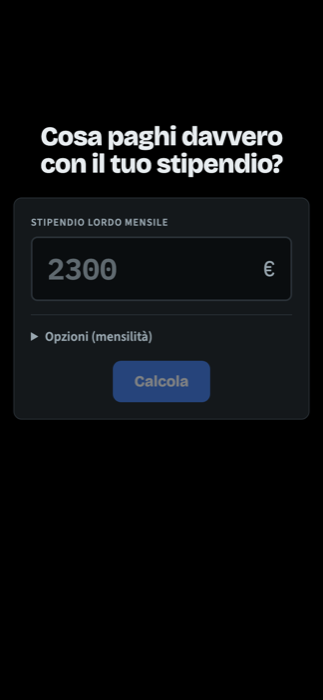 Cosa paghi davvero
con il tuo stipendio?
STIPENDIO LORDO MENSILE
2300 €
Opzioni (mensilità)
Calcola